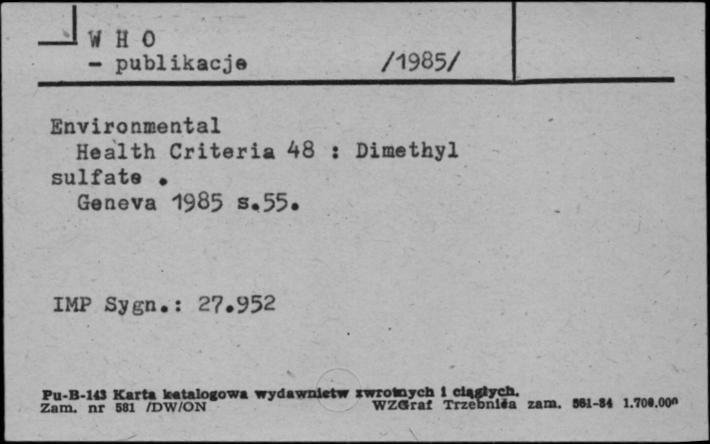 W H O
- publikacje /1985/
Environmental
Health Criteria 48 : Dimethyl
sulfate .
Geneva 1985 s.55.
IMP Sygn.: 27.952
Pu-B-143 Karta katalogowa wydawnictw zwrotnych i ciągłych.
Zam. nr 581 /DW/ON WZGraf Trzebnica zam. 561-84 1.700.000